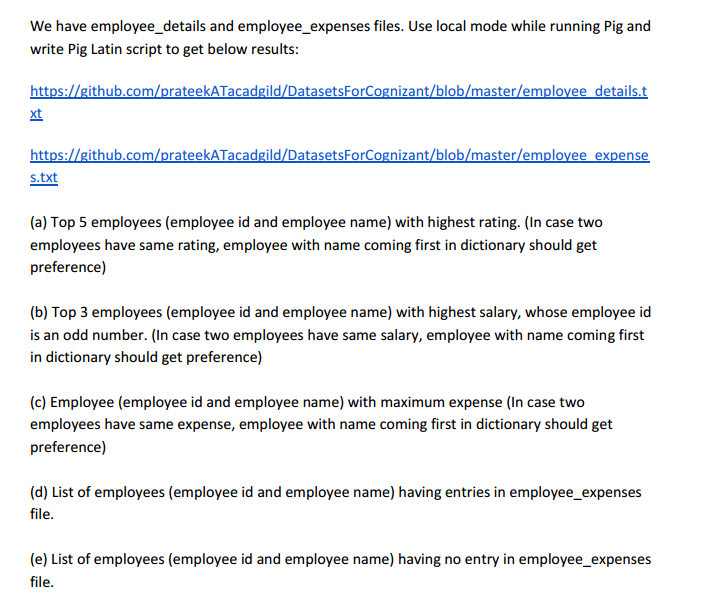 We have employee_details and employee_expenses files. Use local mode while running Pig and
write Pig Latin script to get below results:
https://github.com/prateekATacadgild/DatasetsForCognizant/blob/master/employee_details.t
xt
https://github.com/prateekATacadgild/DatasetsForCognizant/blob/master/employee_expense
s.txt
(a) Top 5 employees (employee id and employee name) with highest rating. (In case two
employees have same rating, employee with name coming first in dictionary should get
preference)
(b) Top 3 employees (employee id and employee name) with highest salary, whose employee id
is an odd number. (In case two employees have same salary, employee with name coming first
in dictionary should get preference)
(c) Employee (employee id and employee name) with maximum expense (In case two
employees have same expense, employee with name coming first in dictionary should get
preference)
(d) List of employees (employee id and employee name) having entries in employee_expenses
file.
(e) List of employees (employee id and employee name) having no entry in employee_expenses
file.